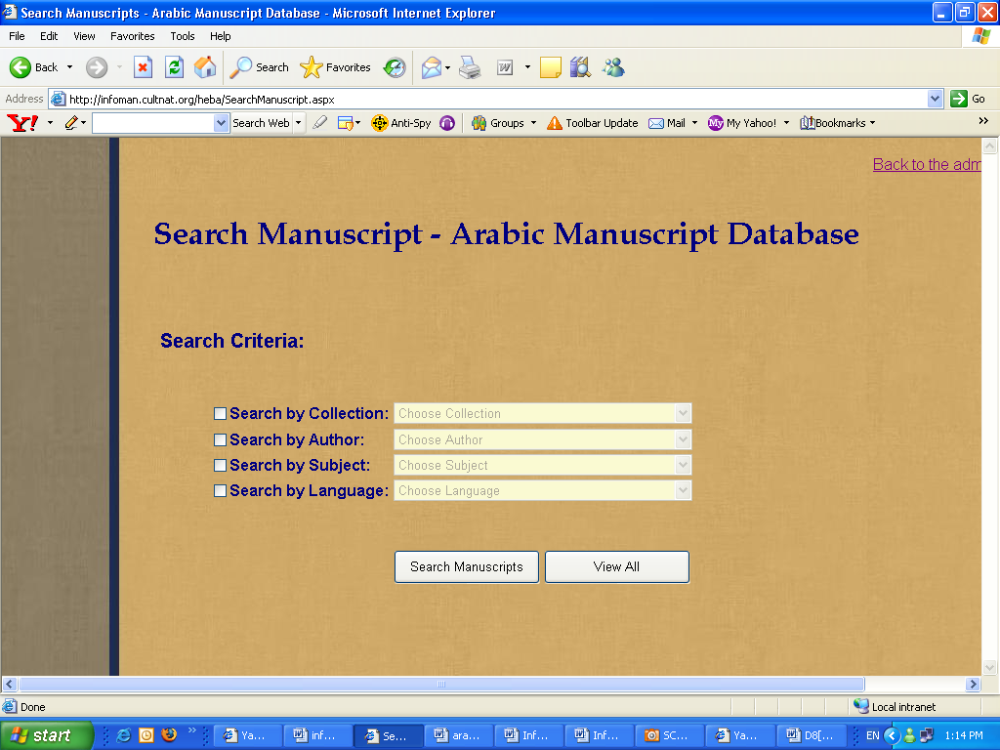 Search Manuscripts - Arabic Manuscript Database - Microsoft Internet Explorer
File Edit View Favorites Tools Help
Back Search Favorites
Address http://infoman.cultnat.org/heba/SearchManuscript.aspx Go
Y! Search Web Anti-Spy Groups Toolbar Update Mail My Yahoo! Bookmarks »
Back to the adm
Search Manuscript - Arabic Manuscript Database
Search Criteria:
Search by Collection: Choose Collection
Search by Author: Choose Author
Search by Subject: Choose Subject
Search by Language: Choose Language
Search Manuscripts View All
Done Local intranet
start » Ya... inf... Se... ara... Inf... Inf... SC... Ya... D8[... EN 1:14 PM